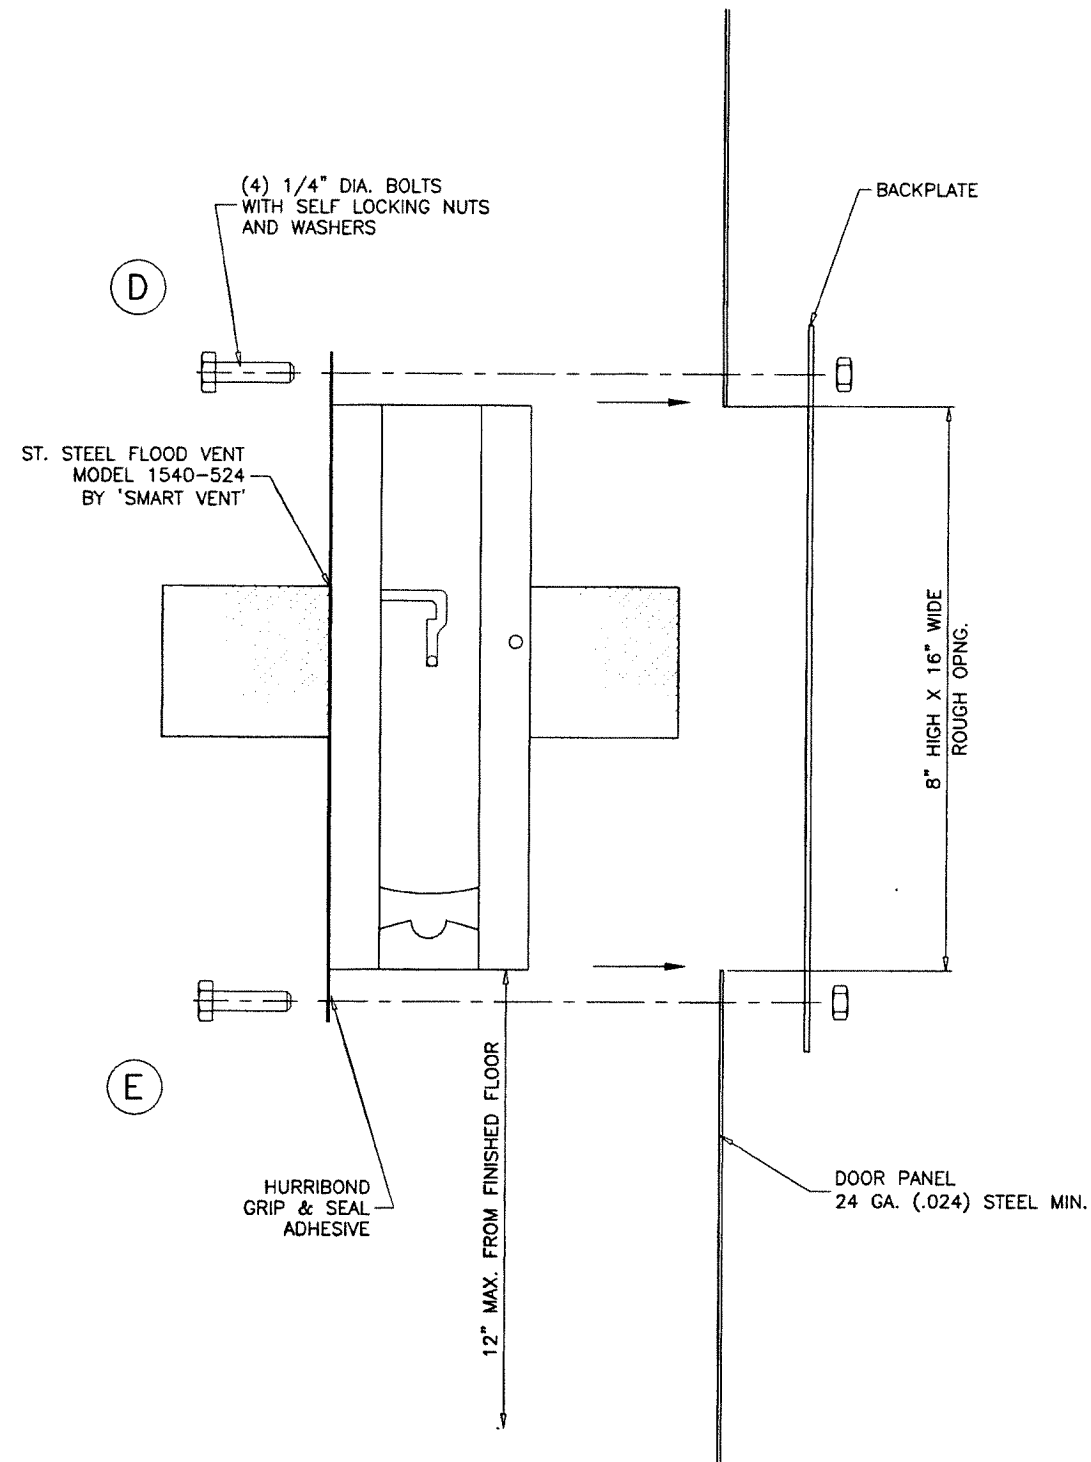 (4) 1/4" DIA. BOLTS
WITH SELF LOCKING NUTS
AND WASHERS
BACKPLATE
D
ST. STEEL FLOOD VENT
MODEL 1540-524
BY 'SMART VENT'
8" HIGH X 16" WIDE
ROUGH OPNG.
E
12" MAX. FROM FINISHED FLOOR
HURRIBOND
GRIP & SEAL
ADHESIVE
DOOR PANEL
24 GA. (.024) STEEL MIN.